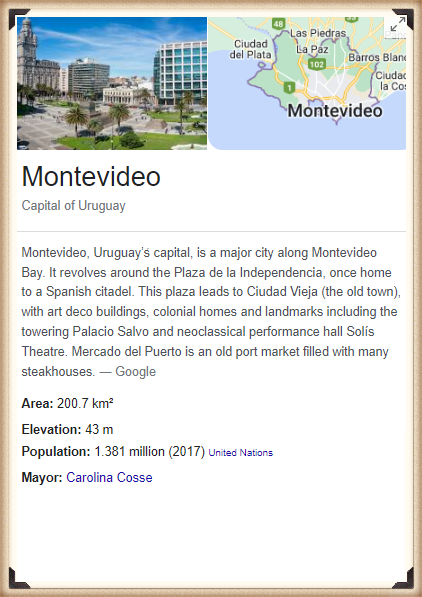 48
Las Piedras
Ciudad
del Plata
La Paz
Barros Blanc
102
Ciudad
la Cos
1
Montevideo
Montevideo
Capital of Uruguay
Montevideo, Uruguay's capital, is a major city along Montevideo
Bay. It revolves around the Plaza de la Independencia, once home
to a Spanish citadel. This plaza leads to Ciudad Vieja (the old town),
with art deco buildings, colonial homes and landmarks including the
towering Palacio Salvo and neoclassical performance hall Solís
Theatre. Mercado del Puerto is an old port market filled with many
steakhouses. — Google
Area: 200.7 km²
Elevation: 43 m
Population: 1.381 million (2017) United Nations
Mayor: Carolina Cosse